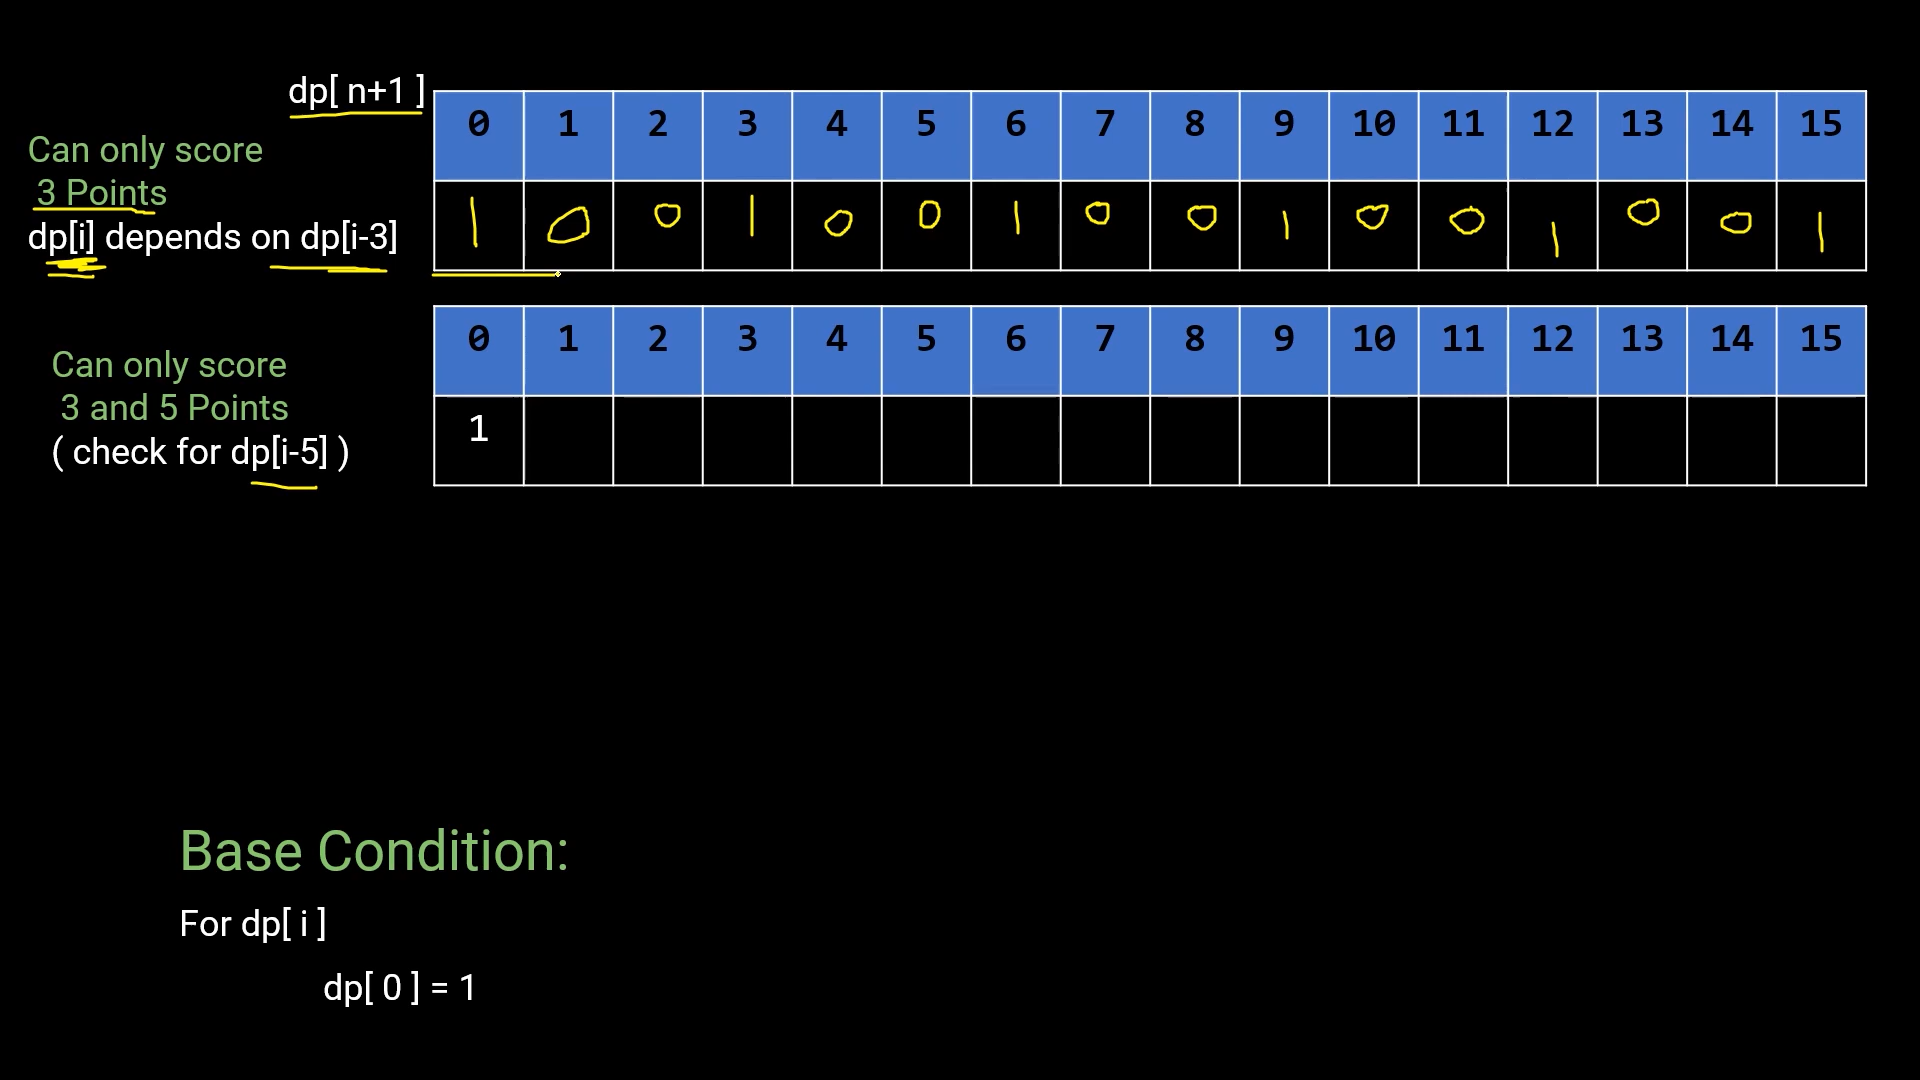 dp[ n+1 ]
0 1 2 3 4 5 6 7 8 9 10 11 12 13 14 15
Can only score
3 Points
dp[i] depends on dp[i-3]
1 0 0 1 0 0 1 0 0 1 0 0 1 0 0 1
0 1 2 3 4 5 6 7 8 9 10 11 12 13 14 15
Can only score
3 and 5 Points
( check for dp[i-5] )
1
Base Condition:
For dp[ i ]
dp[ 0 ] = 1